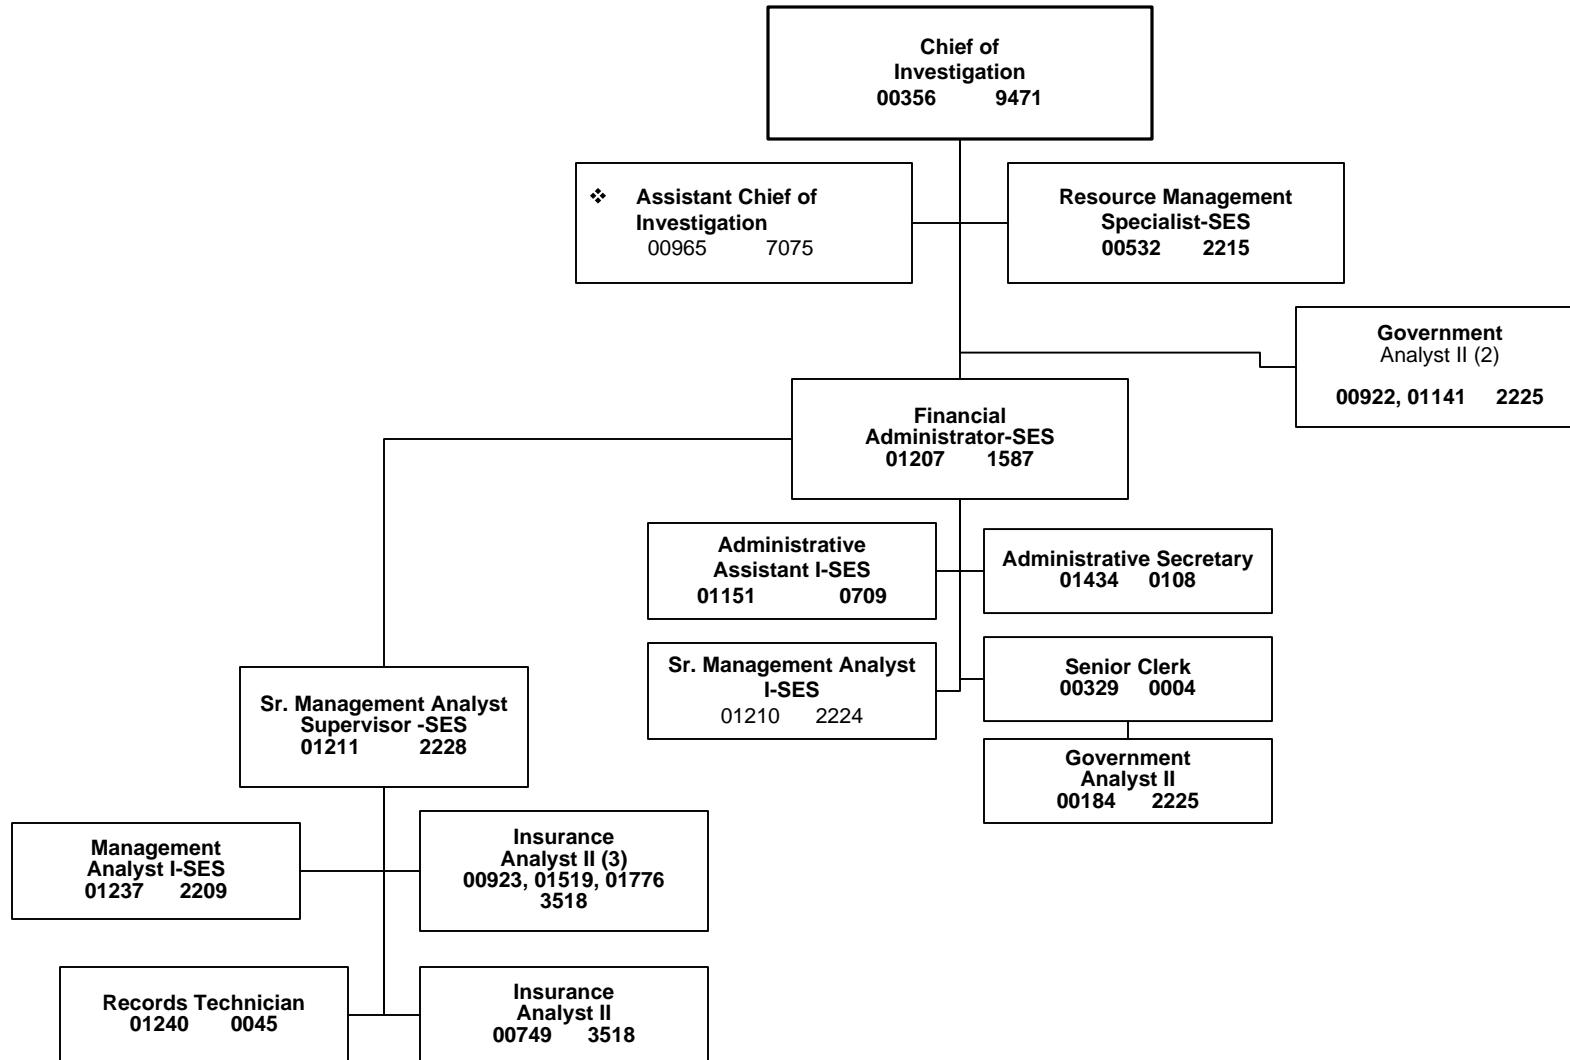 Chief of
Investigation
00356 9471
❖ Assistant Chief of
Investigation
00965 7075
Resource Management
Specialist-SES
00532 2215
Government
Analyst II (2)
00922, 01141 2225
Financial
Administrator-SES
01207 1587
Administrative
Assistant I-SES
01151 0709
Administrative Secretary
01434 0108
Sr. Management Analyst
I-SES
01210 2224
Senior Clerk
00329 0004
Government
Analyst II
00184 2225
Sr. Management Analyst
Supervisor -SES
01211 2228
Management
Analyst I-SES
01237 2209
Insurance
Analyst II (3)
00923, 01519, 01776
3518
Records Technician
01240 0045
Insurance
Analyst II
00749 3518